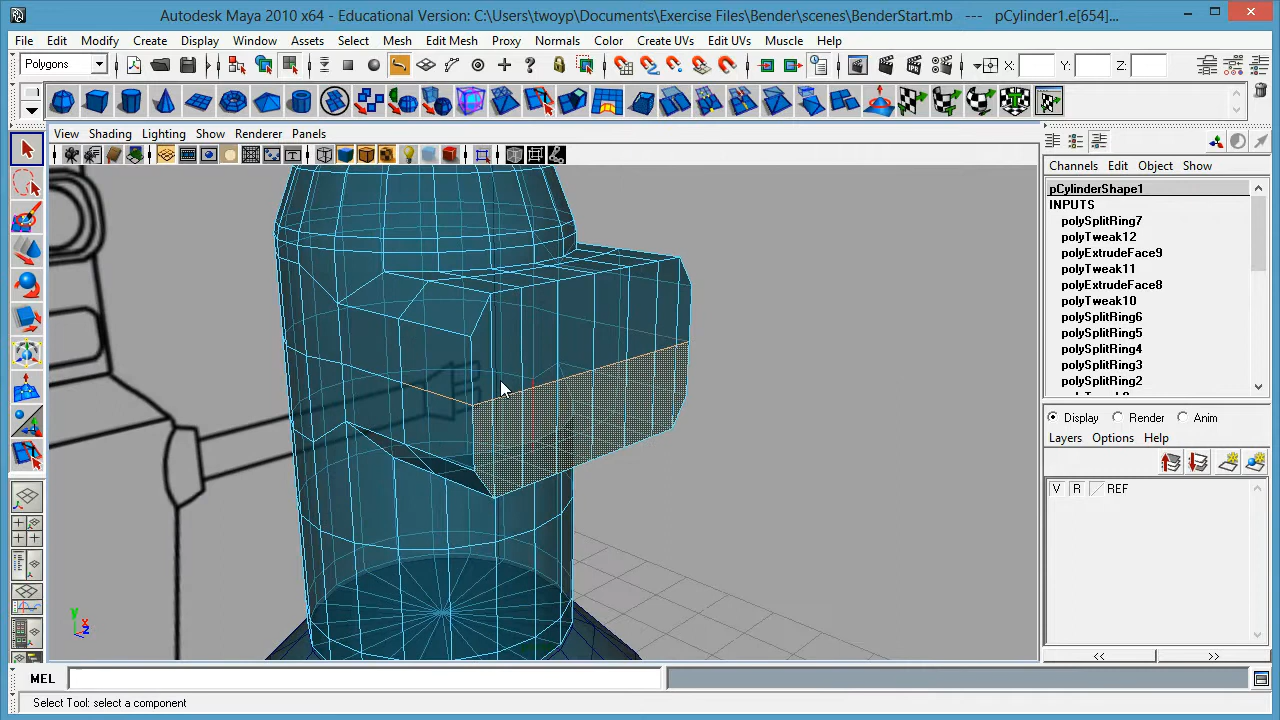 Autodesk Maya 2010 x64 - Educational Version: C:\Users\twoyp\Documents\Exercise Files\Bender\scenes\BenderStart.mb --- pCylinder1.e[654]...
File Edit Modify Create Display Window Assets Select Mesh Edit Mesh Proxy Normals Color Create UVs Edit UVs Muscle Help
Polygons X: Y: Z:
View Shading Lighting Show Renderer Panels
Channels Edit Object Show
pCylinderShape1
INPUTS
polySplitRing7
polyTweak12
polyExtrudeFace9
polyTweak11
polyExtrudeFace8
polyTweak10
polySplitRing6
polySplitRing5
polySplitRing4
polySplitRing3
polySplitRing2
Display Render Anim
Layers Options Help
V R REF
y
x
z
<< >>
MEL
Select Tool: select a component